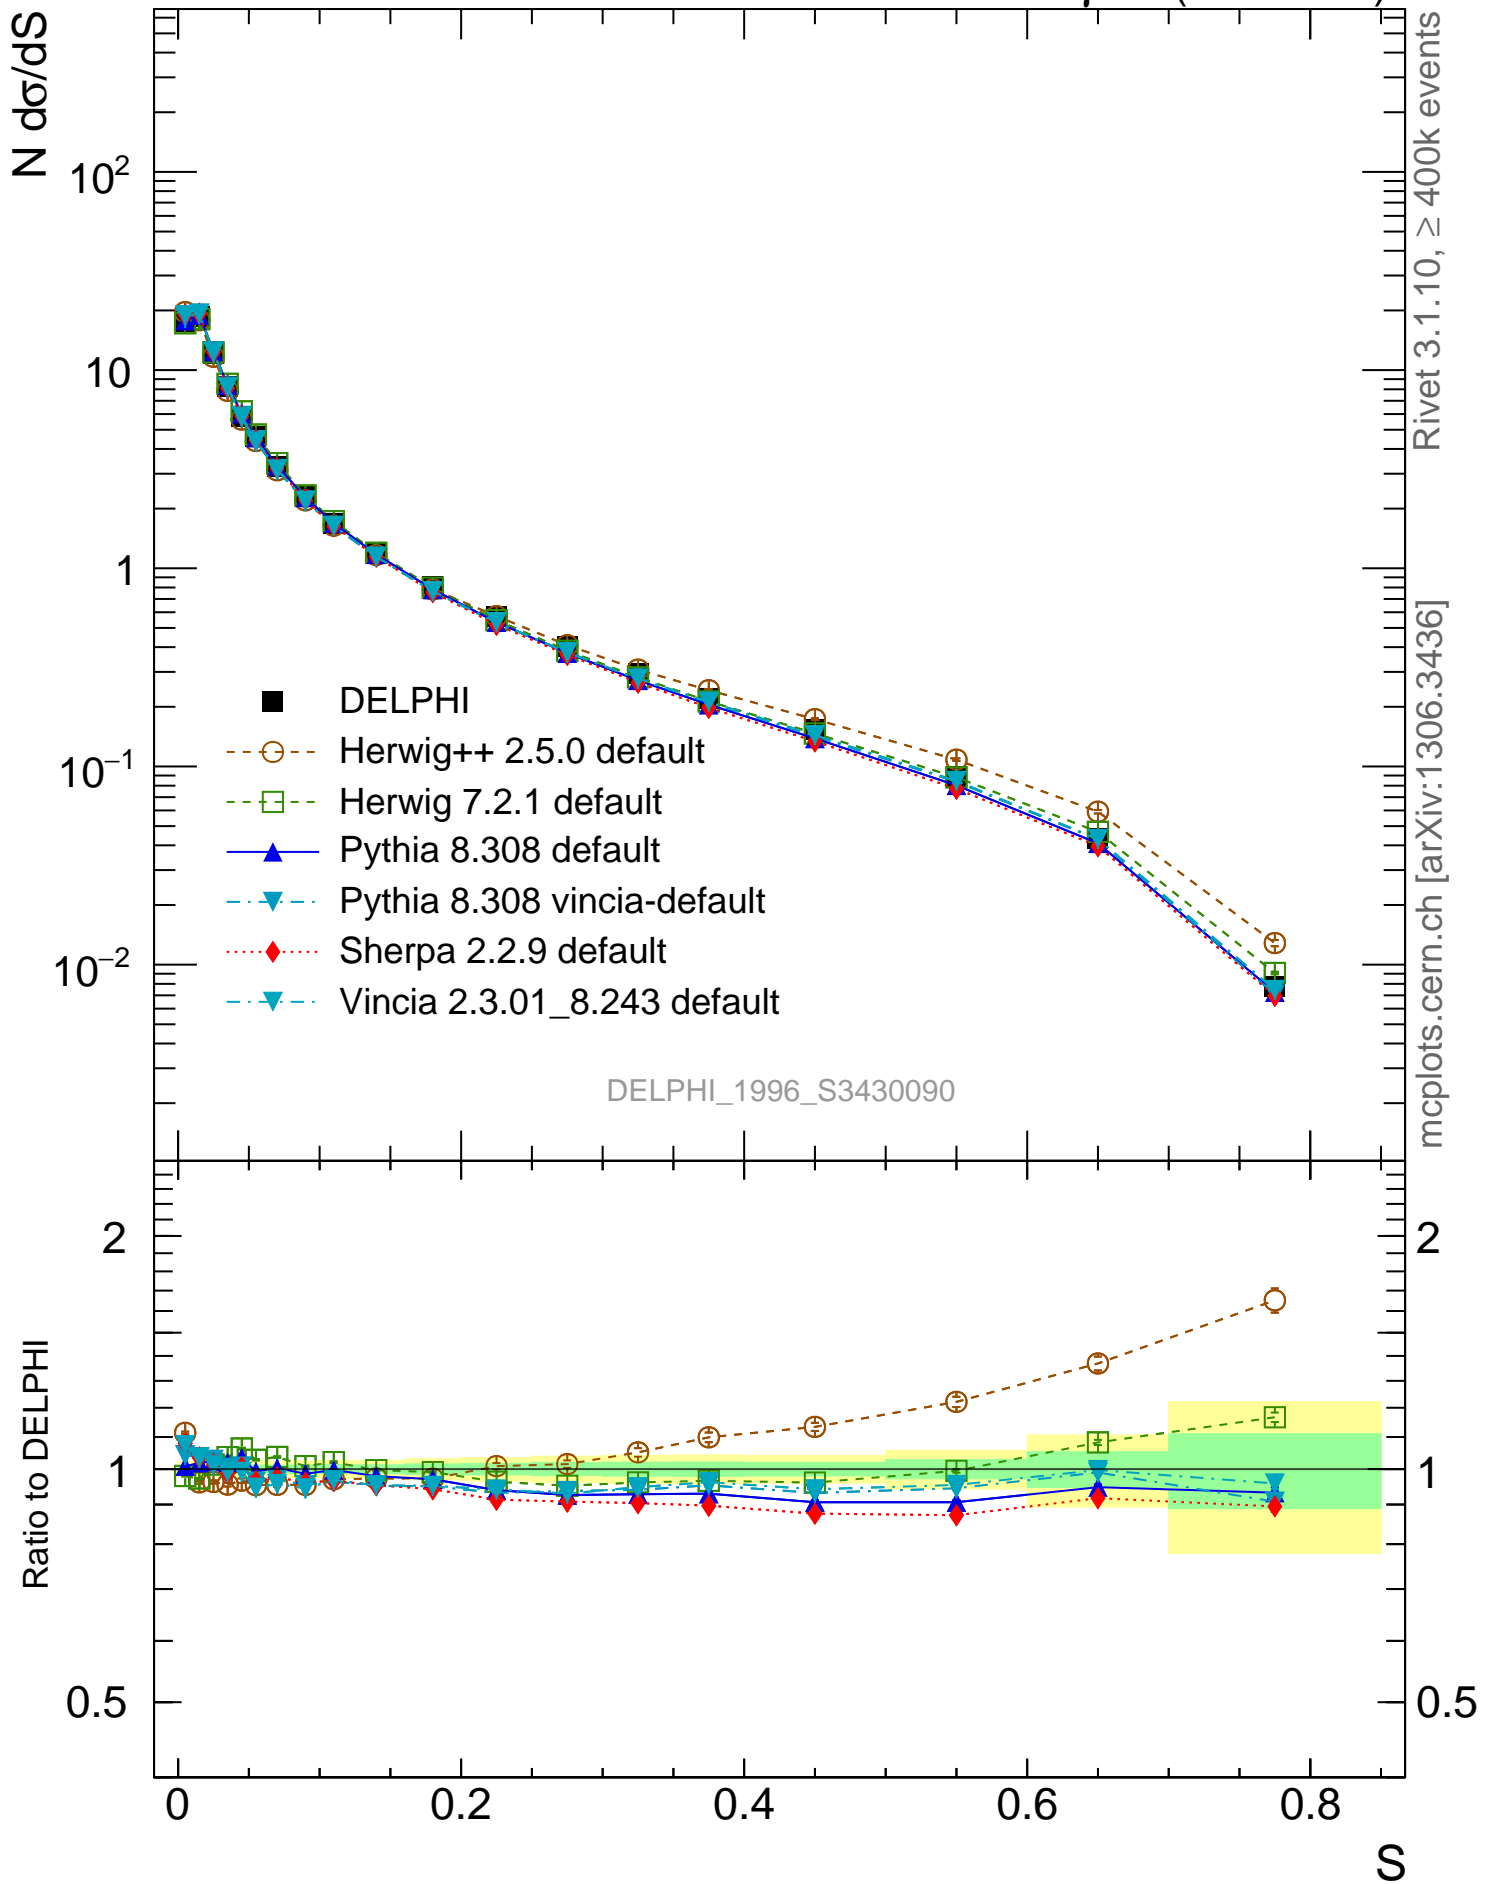 N dσ/dS
10²
10
1
10⁻¹
10⁻²
DELPHI
Herwig++ 2.5.0 default
Herwig 7.2.1 default
Pythia 8.308 default
Pythia 8.308 vincia-default
Sherpa 2.2.9 default
Vincia 2.3.01_8.243 default
DELPHI_1996_S3430090
Rivet 3.1.10, ≥ 400k events
mcplots.cern.ch [arXiv:1306.3436]
Ratio to DELPHI
2
1
0.5
2
1
0.5
0 0.2 0.4 0.6 0.8
S